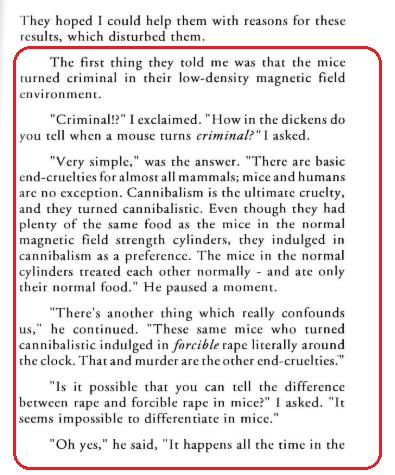 They hoped I could help them with reasons for these
results, which disturbed them.
The first thing they told me was that the mice
turned criminal in their low-density magnetic field
environment.
"Criminal!?" I exclaimed. "How in the dickens do
you tell when a mouse turns criminal?" I asked.
"Very simple," was the answer. "There are basic
end-cruelties for almost all mammals; mice and humans
are no exception. Cannibalism is the ultimate cruelty,
and they turned cannibalistic. Even though they had
plenty of the same food as the mice in the normal
magnetic field strength cylinders, they indulged in
cannibalism as a preference. The mice in the normal
cylinders treated each other normally - and ate only
their normal food." He paused a moment.
"There's another thing which really confounds
us," he continued. "These same mice who turned
cannibalistic indulged in forcible rape literally around
the clock. That and murder are the other end-cruelties."
"Is it possible that you can tell the difference
between rape and forcible rape in mice?" I asked. "It
seems impossible to differentiate in mice."
"Oh yes," he said, "It happens all the time in the